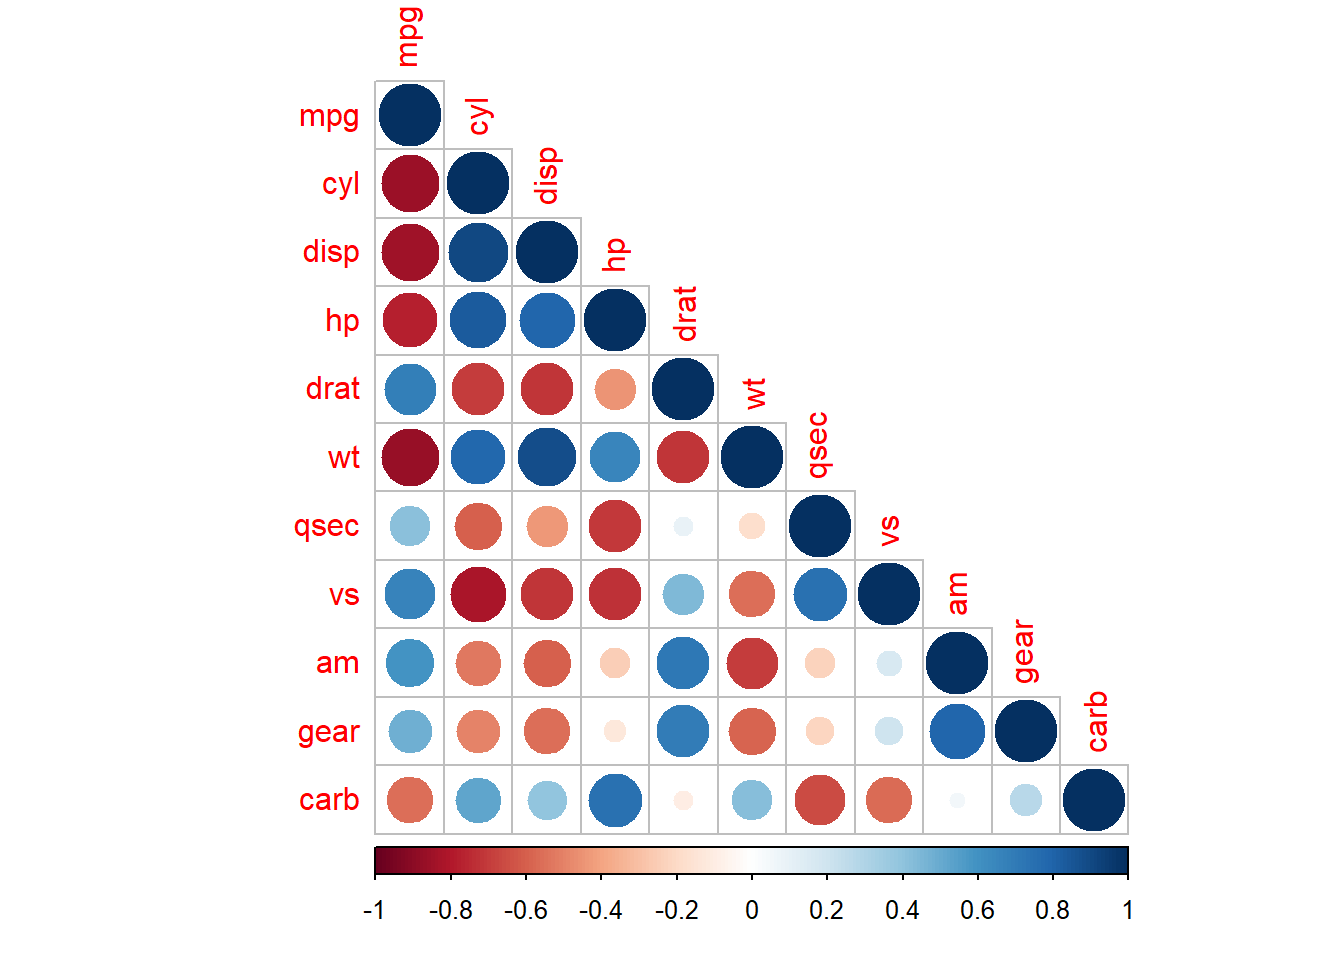 mpg
mpg
cyl
cyl
disp
disp
hp
hp
drat
drat
wt
wt
qsec
qsec
vs
vs
am
am
gear
gear
carb
carb
-1 -0.8 -0.6 -0.4 -0.2 0 0.2 0.4 0.6 0.8 1